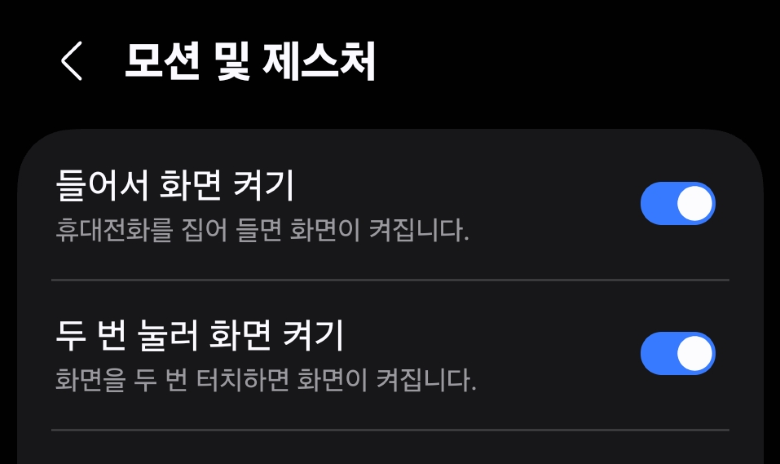 모션 및 제스처
들어서 화면 켜기
휴대전화를 집어 들면 화면이 켜집니다.
두 번 눌러 화면 켜기
화면을 두 번 터치하면 화면이 켜집니다.